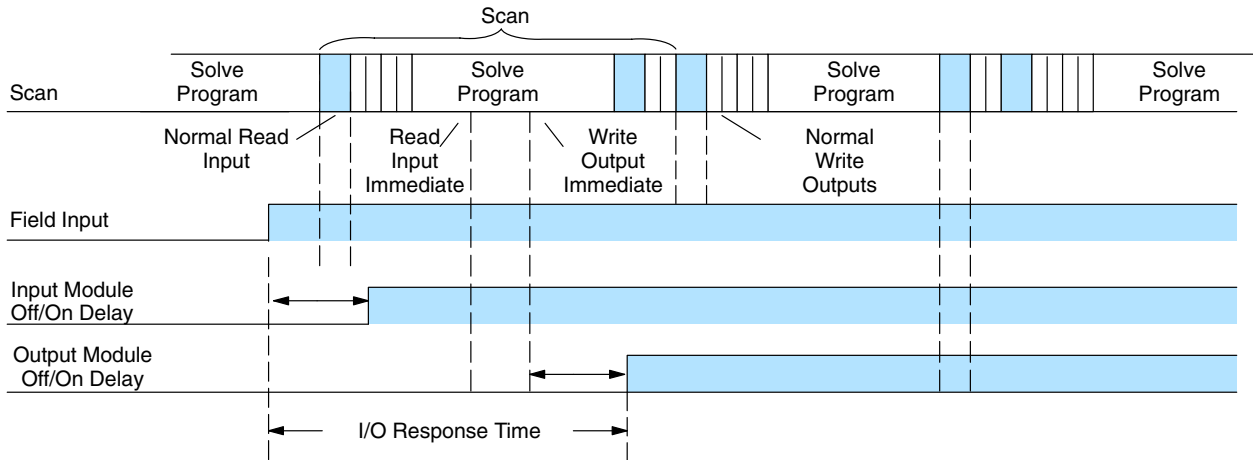 Scan
Scan
Solve
Program
Solve
Program
Solve
Program
Solve
Program
Normal Read
Input
Read
Input
Immediate
Write
Output
Immediate
Normal
Write
Outputs
Field Input
Input Module
Off/On Delay
Output Module
Off/On Delay
I/O Response Time